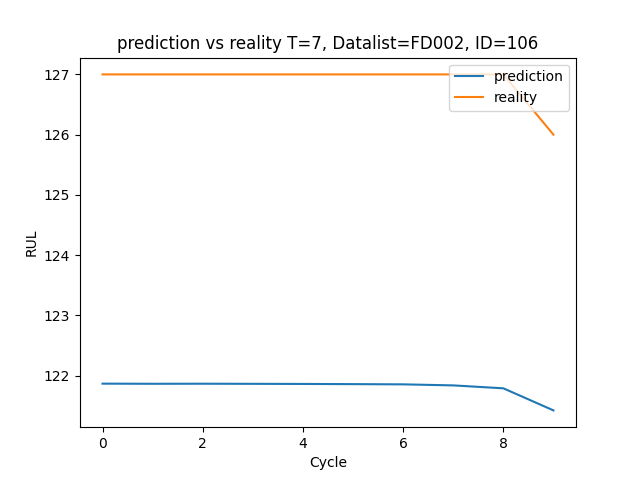 prediction vs reality T=7, Datalist=FD002, ID=106
127
126
125
124
123
122
RUL
0 2 4 6 8
Cycle
prediction
reality